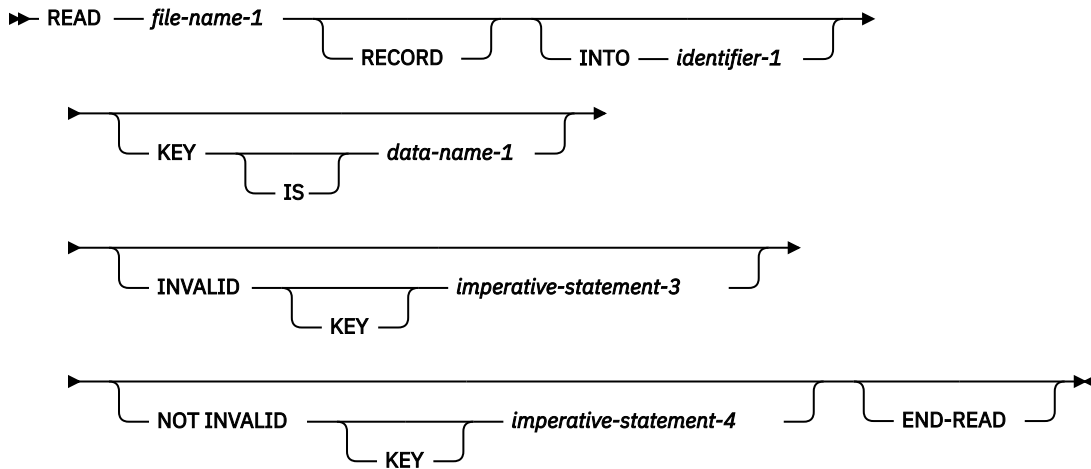 READ file-name-1
RECORD INTO identifier-1
KEY data-name-1
IS
INVALID imperative-statement-3
KEY
NOT INVALID imperative-statement-4
END-READ
KEY